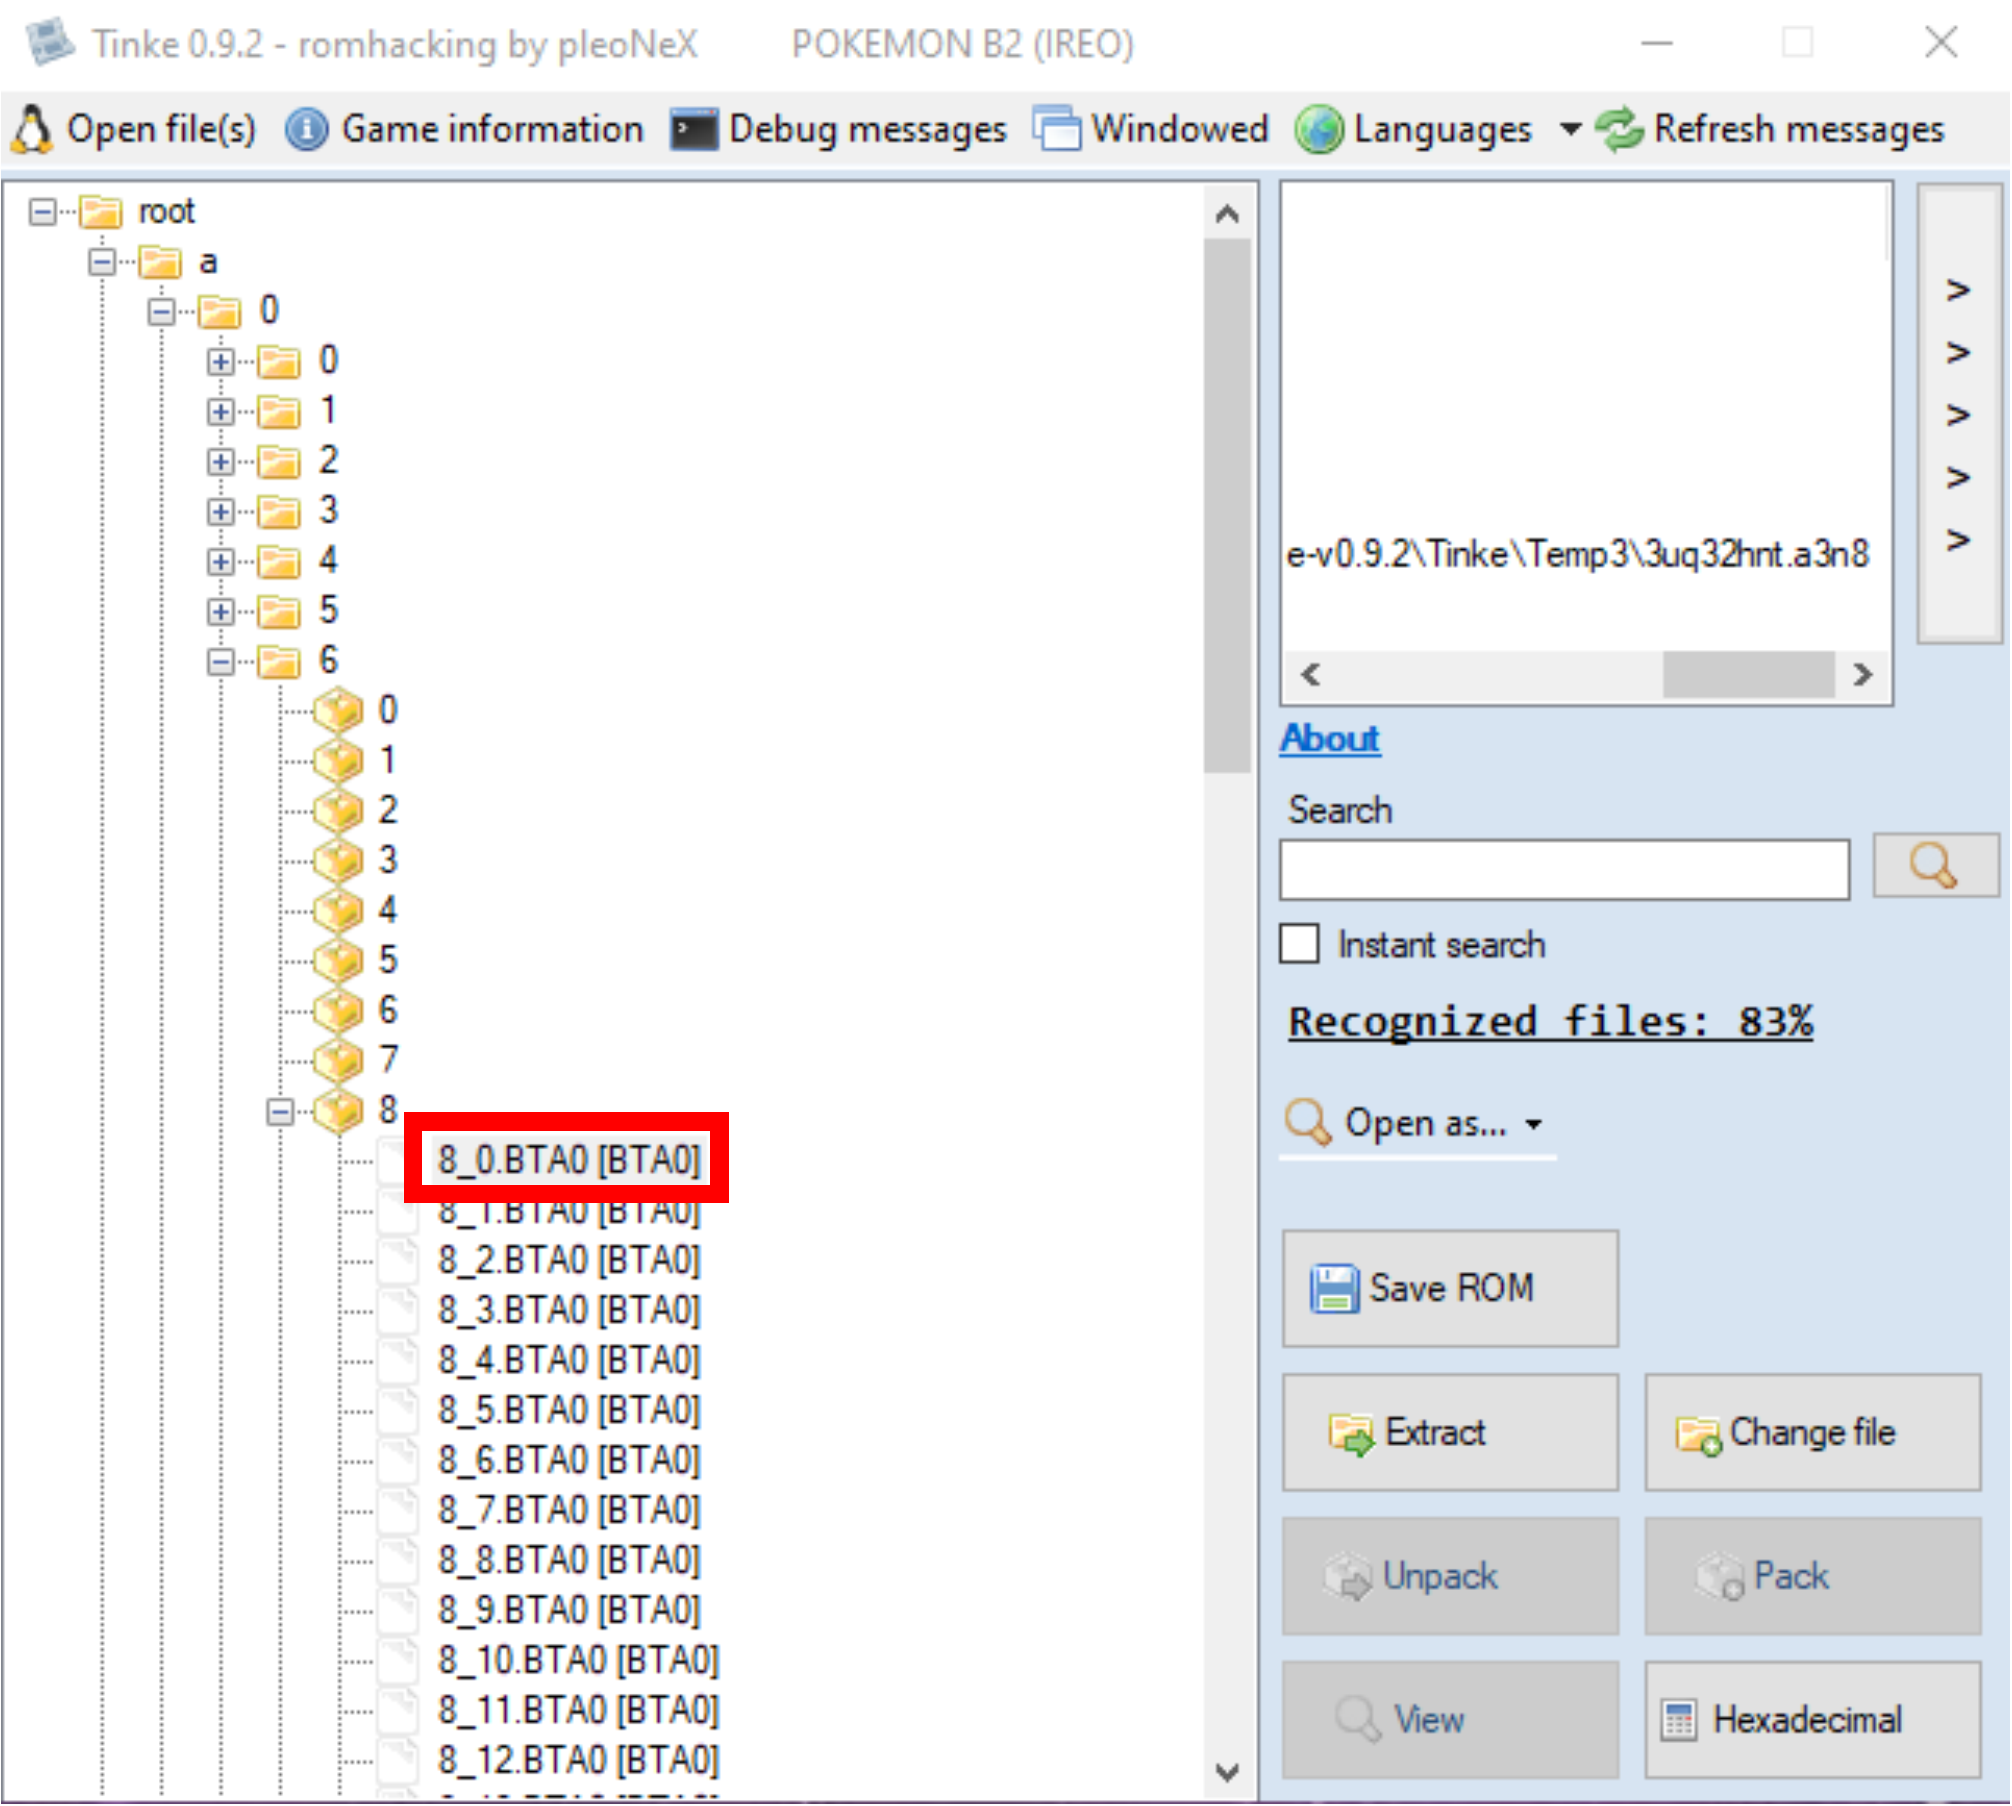 Tinke 0.9.2 - romhacking by pleoNeX POKEMON B2 (IREO)
Open file(s) Game information Debug messages Windowed Languages Refresh messages
root
a
0
0
1
2
3
4
5
6
0
1
2
3
4
5
6
7
8
8_0.BTA0 [BTA0]
8_1.BTA0 [BTA0]
8_2.BTA0 [BTA0]
8_3.BTA0 [BTA0]
8_4.BTA0 [BTA0]
8_5.BTA0 [BTA0]
8_6.BTA0 [BTA0]
8_7.BTA0 [BTA0]
8_8.BTA0 [BTA0]
8_9.BTA0 [BTA0]
8_10.BTA0 [BTA0]
8_11.BTA0 [BTA0]
8_12.BTA0 [BTA0]
e-v0.9.2\Tinke\Temp3\3uq32hnt.a3n8
>
>
>
>
>
About
Search
Instant search
Recognized files: 83%
Open as...
Save ROM
Extract Change file
Unpack Pack
View Hexadecimal